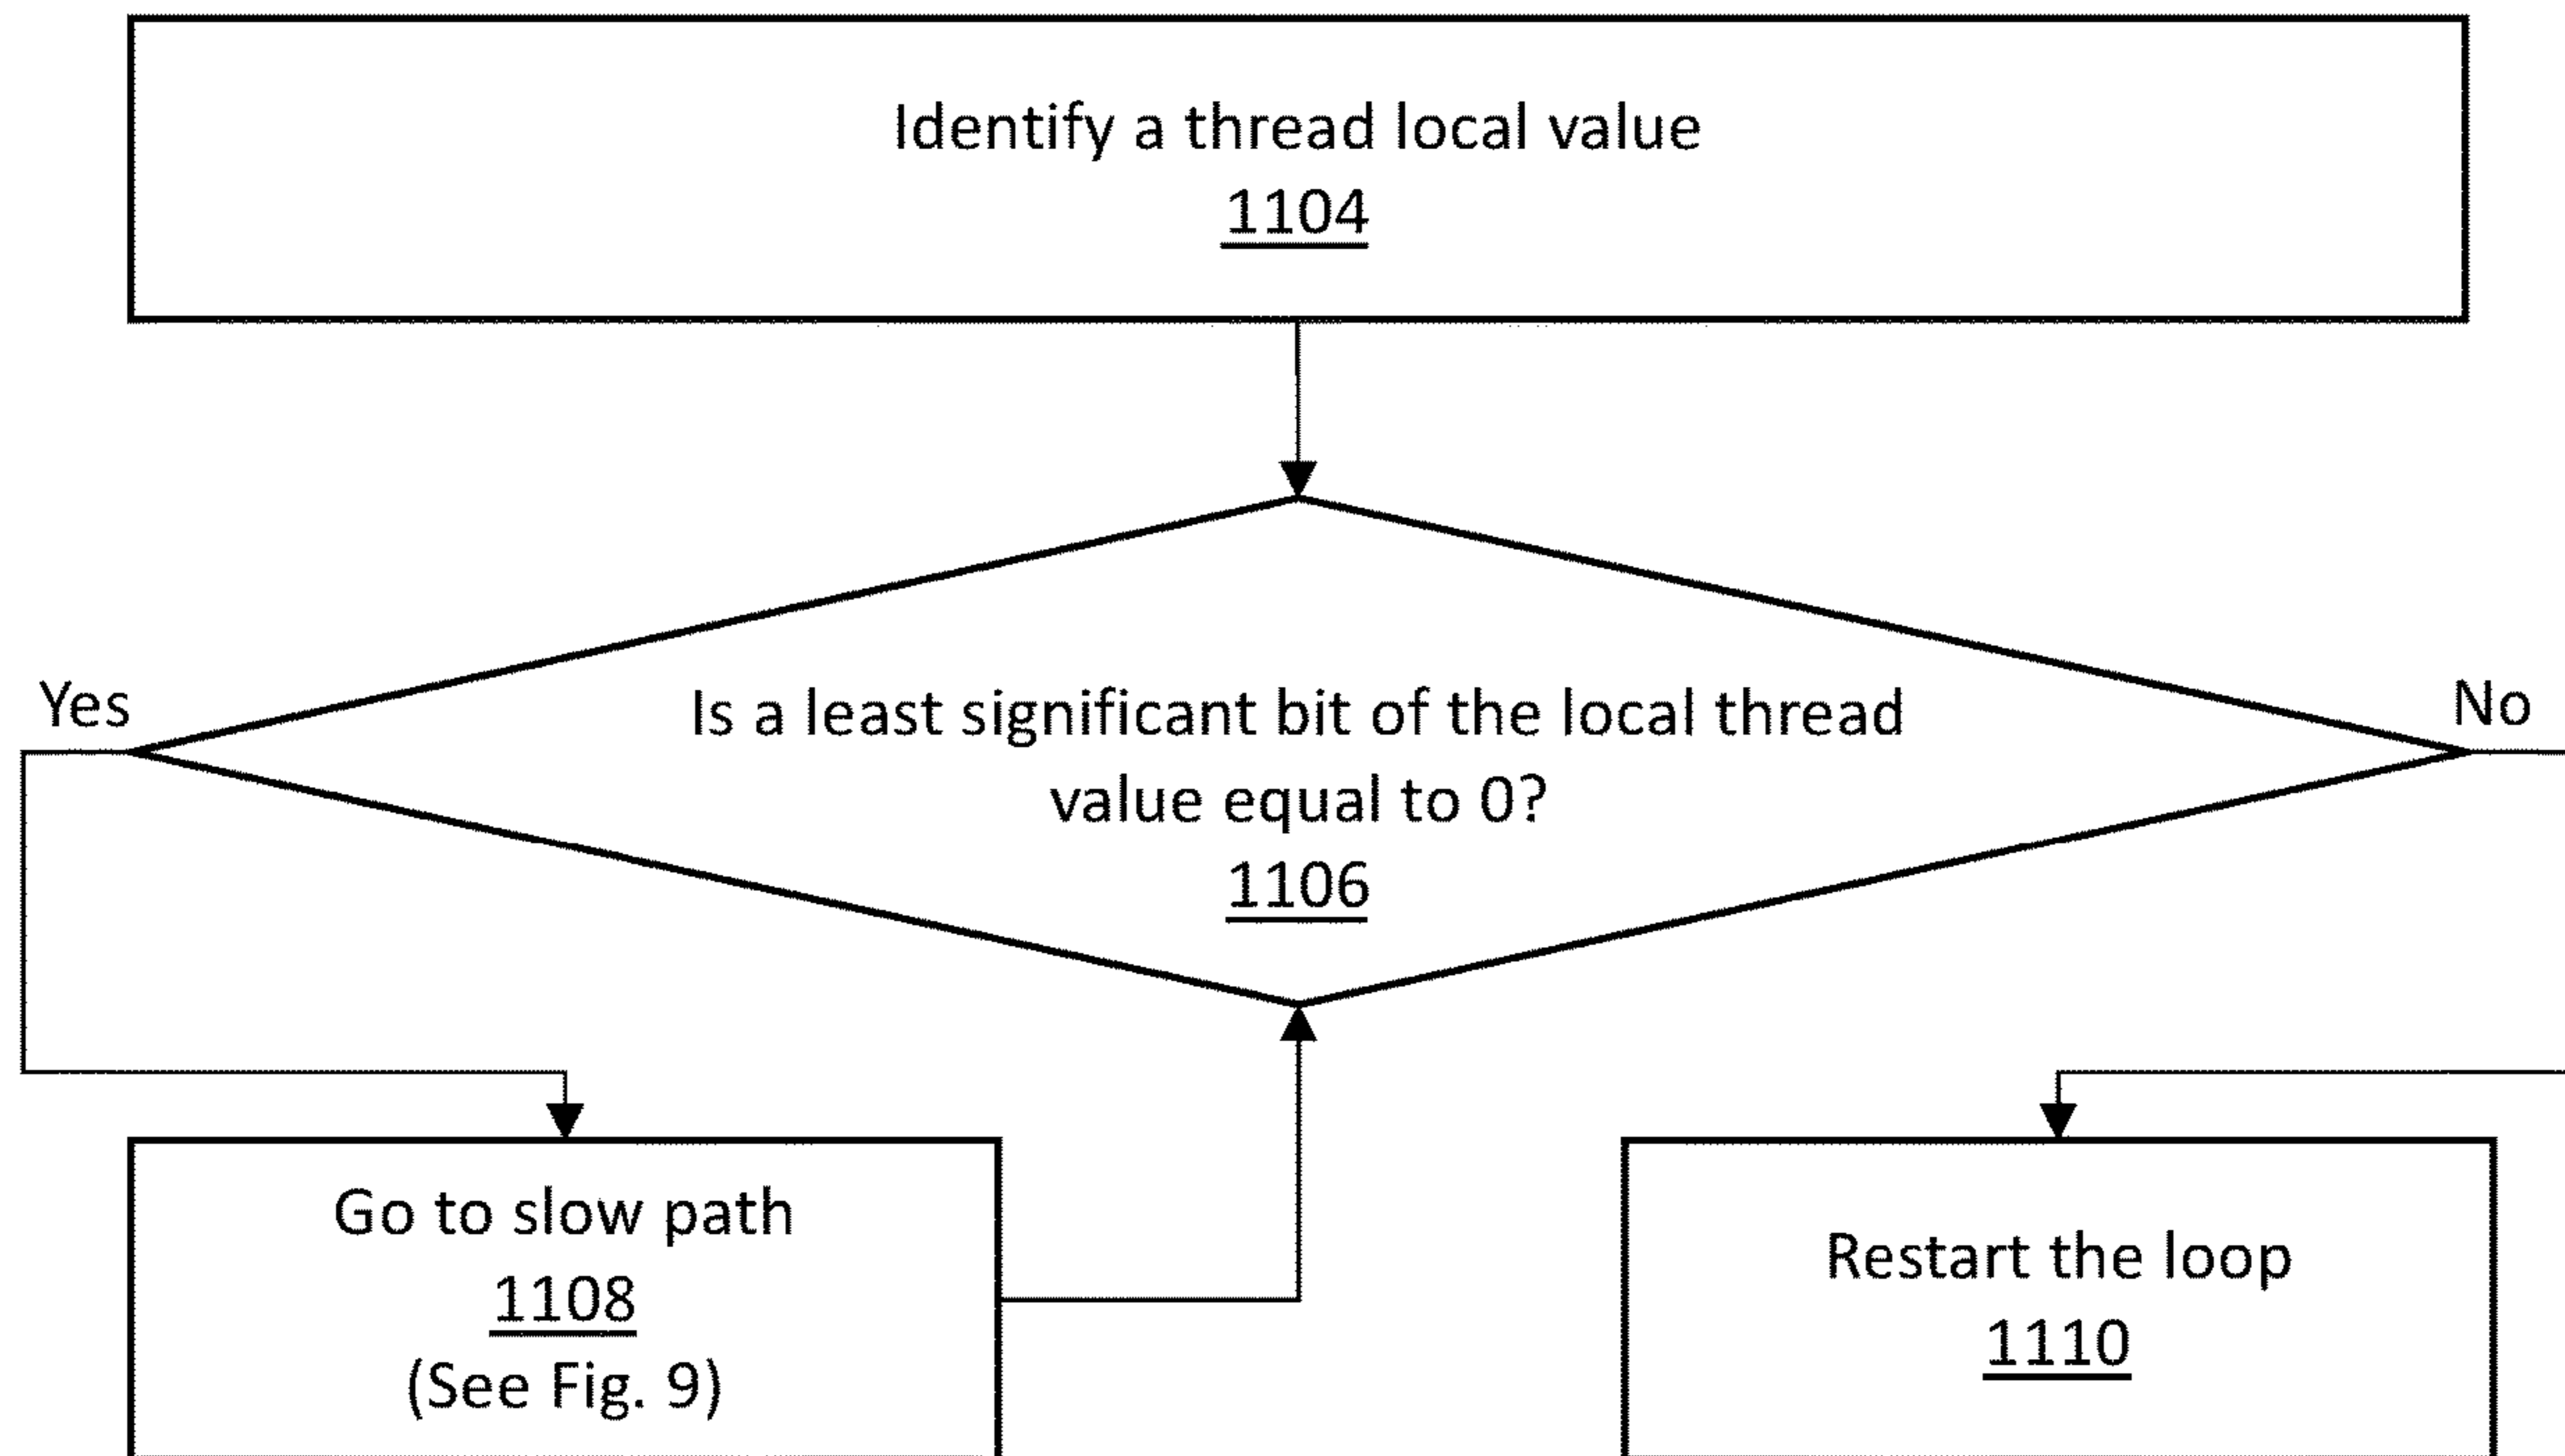 Identify a thread local value
1104
Yes
No
Is a least significant bit of the local thread
value equal to 0?
1106
Go to slow path
1108
(See Fig. 9)
Restart the loop
1110